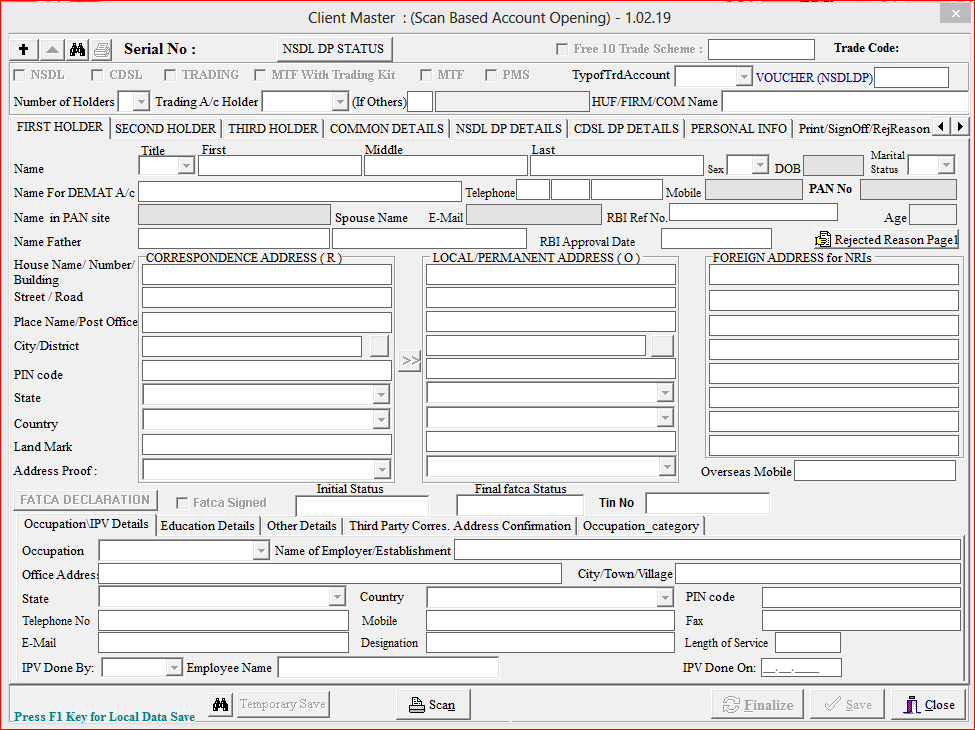 Client Master : (Scan Based Account Opening) - 1.02.19
Serial No :
NSDL DP STATUS
Free 10 Trade Scheme :
Trade Code:
NSDL CDSL TRADING MTF With Trading Kit MTF PMS
TypofTrdAccount
VOUCHER (NSDLDP)
Number of Holders
Trading A/c Holder
(If Others)
HUF/FIRM/COM Name
FIRST HOLDER SECOND HOLDER THIRD HOLDER COMMON DETAILS NSDL DP DETAILS CDSL DP DETAILS PERSONAL INFO Print/SignOff/RejReason
Title First Middle Last
Name
Sex
DOB
Marital
Status
Name For DEMAT A/c
Telephone
Mobile
PAN No
Name in PAN site
Spouse Name
E-Mail
RBI Ref No.
Age
Name Father
RBI Approval Date
Rejected Reason Page1
CORRESPONDENCE ADDRESS ( R )
LOCAL/PERMANENT ADDRESS ( O )
FOREIGN ADDRESS for NRIs
House Name/ Number/
Building
Street / Road
Place Name/Post Office
City/District
>>
PIN code
State
Country
Land Mark
Address Proof :
Overseas Mobile
FATCA DECLARATION
Fatca Signed
Initial Status
Final fatca Status
Tin No
Occupation\IPV Details Education Details Other Details Third Party Corres. Address Confirmation Occupation_category
Occupation
Name of Employer/Establishment
Office Address
City/Town/Village
State
Country
PIN code
Telephone No
Mobile
Fax
E-Mail
Designation
Length of Service
IPV Done By:
Employee Name
IPV Done On:
__.__.____
Press F1 Key for Local Data Save
Temporary Save
Scan
Finalize
Save
Close